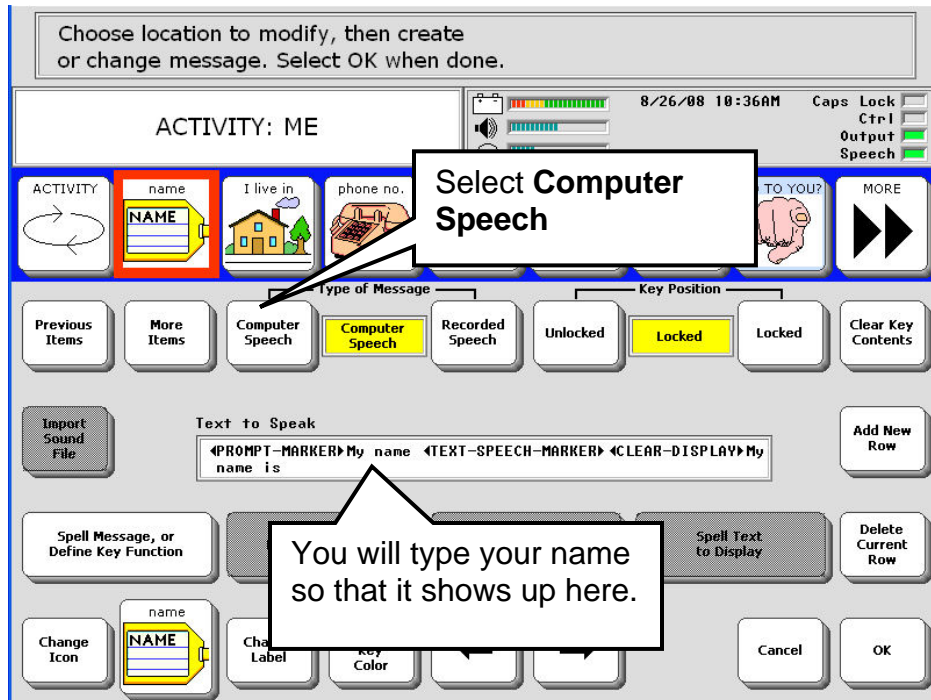 Choose location to modify, then create
or change message. Select OK when done.
ACTIVITY: ME
8/26/08 10:36AM
Caps Lock
Ctrl
Output
Speech
ACTIVITY
name
NAME
I live in
phone no.
TO YOU?
MORE
Select Computer
Speech
Type of Message
Key Position
Previous
Items
More
Items
Computer
Speech
Computer
Speech
Recorded
Speech
Unlocked
Locked
Locked
Clear Key
Contents
Import
Sound
File
Text to Speak
◂PROMPT-MARKER▸My name ◂TEXT-SPEECH-MARKER▸ ◂CLEAR-DISPLAY▸My
name is
Add New
Row
Spell Message, or
Define Key Function
You will type your name
so that it shows up here.
Spell Text
to Display
Delete
Current
Row
Change
Icon
name
NAME
Label
Key
Color
Cancel
OK